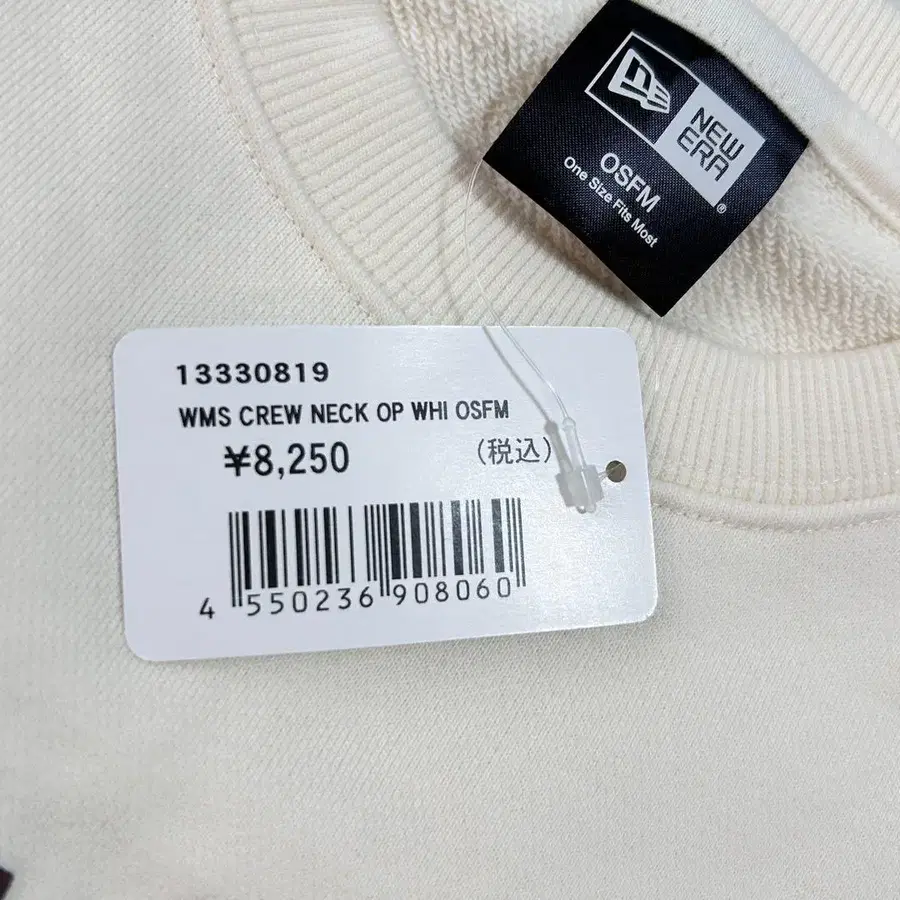 NEW
ERA
®
OSFM
One Size Fits Most
13330819
WMS CREW NECK OP WHI OSFM
¥8,250 (税込)
4 550236 908060